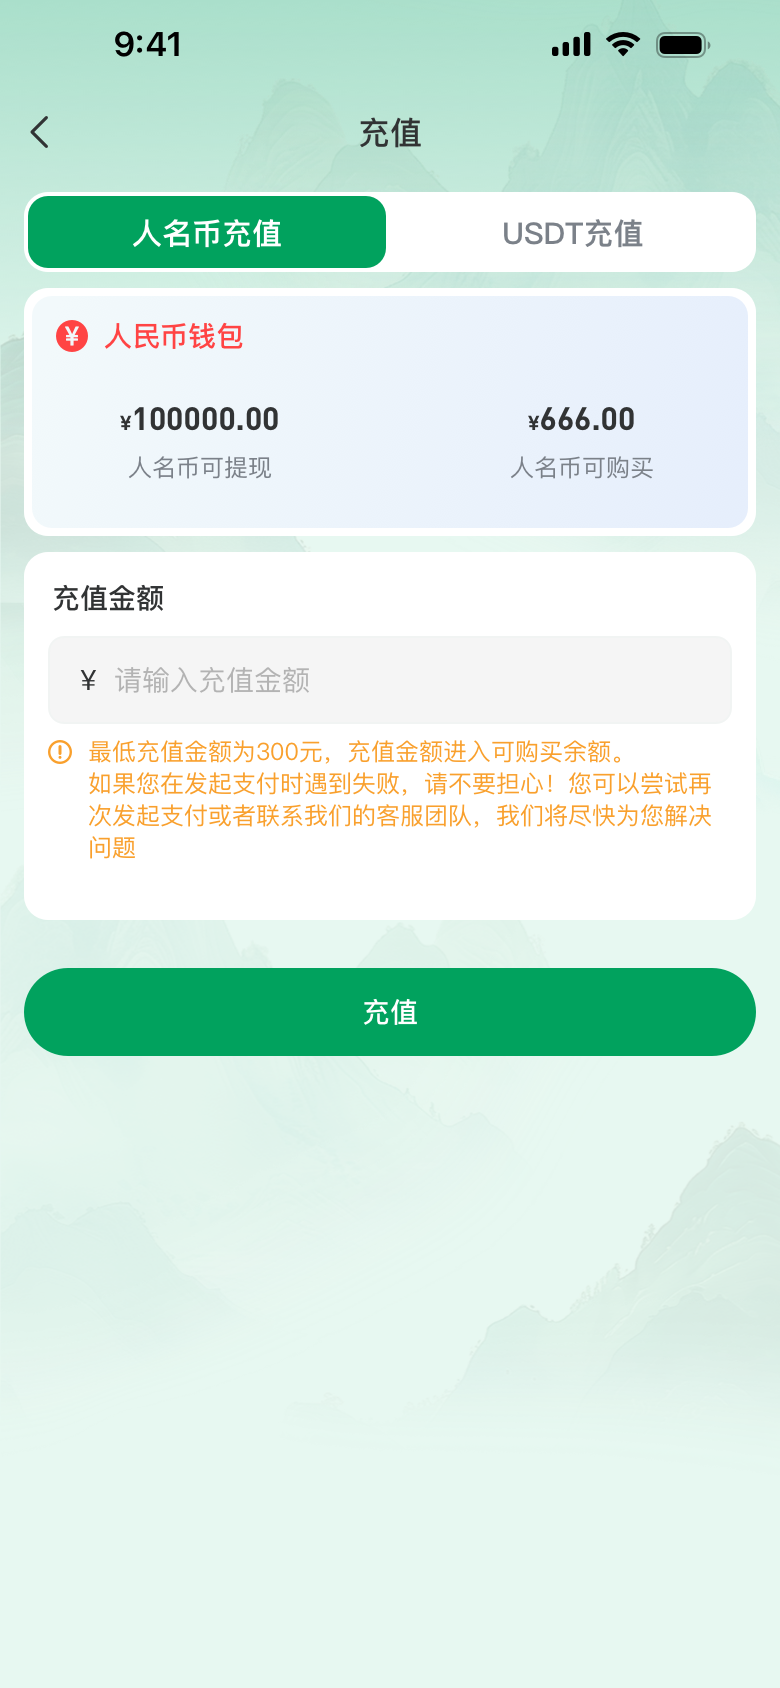 9:41
充值
人名币充值
USDT充值
¥ 人民币钱包
¥100000.00
¥666.00
人名币可提现
人名币可购买
充值金额
¥ 请输入充值金额
最低充值金额为300元，充值金额进入可购买余额。
如果您在发起支付时遇到失败，请不要担心！您可以尝试再
次发起支付或者联系我们的客服团队，我们将尽快为您解决
问题
充值